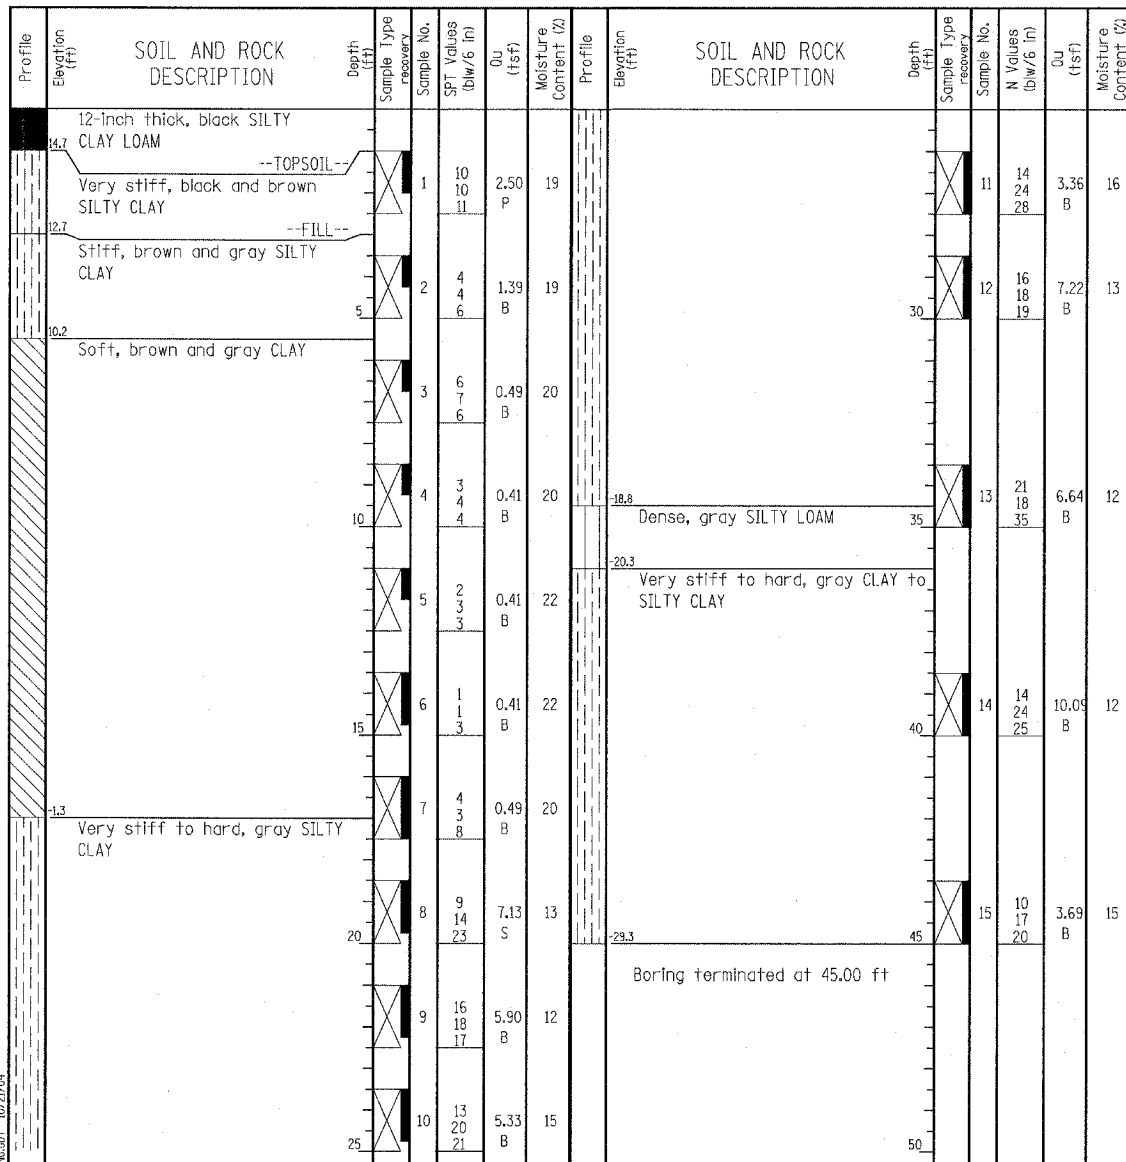 Profile
Elevation
(ft)
SOIL AND ROCK
DESCRIPTION
Depth
(ft)
Sample Type
recovery
Sample No.
SPT Values
(blw/6 in)
Qu
(tsf)
Moisture
Content (%)
Profile
Elevation
(ft)
SOIL AND ROCK
DESCRIPTION
Depth
(ft)
Sample Type
recovery
Sample No.
N Values
(blw/6 in)
Qu
(tsf)
Moisture
Content (%)
12-inch thick, black SILTY
14.7 CLAY LOAM
--TOPSOIL--
Very stiff, black and brown
SILTY CLAY
1
10
10
11
2.50
P
19
12.7
--FILL--
Stiff, brown and gray SILTY
CLAY
2
4
4
6
1.39
B
19
5
10.2
Soft, brown and gray CLAY
3
6
7
6
0.49
B
20
4
3
4
4
0.41
B
20
10
5
2
3
3
0.41
B
22
6
1
1
3
0.41
B
22
15
7
4
3
8
0.49
B
20
-1.3
Very stiff to hard, gray SILTY
CLAY
8
9
14
23
7.13
S
13
20
9
16
18
17
5.90
B
12
10
13
20
21
5.33
B
15
25
11
14
24
28
3.36
B
16
12
16
18
19
7.22
B
13
30
13
21
18
35
6.64
B
12
-18.8
Dense, gray SILTY LOAM
35
-20.3
Very stiff to hard, gray CLAY to
SILTY CLAY
14
14
24
25
10.09
B
12
40
15
10
17
20
3.69
B
15
-29.3
45
Boring terminated at 45.00 ft
50